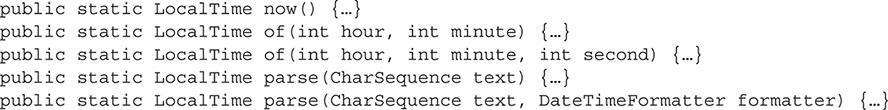 public static LocalTime now() {…}
public static LocalTime of(int hour, int minute) {…}
public static LocalTime of(int hour, int minute, int second) {…}
public static LocalTime parse(CharSequence text) {…}
public static LocalTime parse(CharSequence text, DateTimeFormatter formatter) {…}